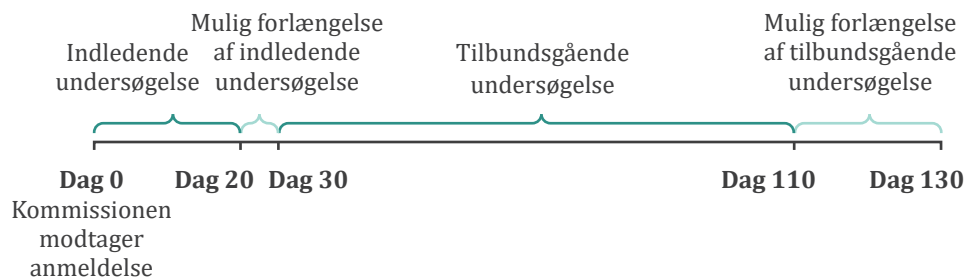 Indledende
undersøgelse
Mulig forlængelse
af indledende
undersøgelse
Tilbundsgående
undersøgelse
Mulig forlængelse
af tilbundsgående
undersøgelse
Dag 0
Dag 20
Dag 30
Dag 110
Dag 130
Kommissionen
modtager
anmeldelse